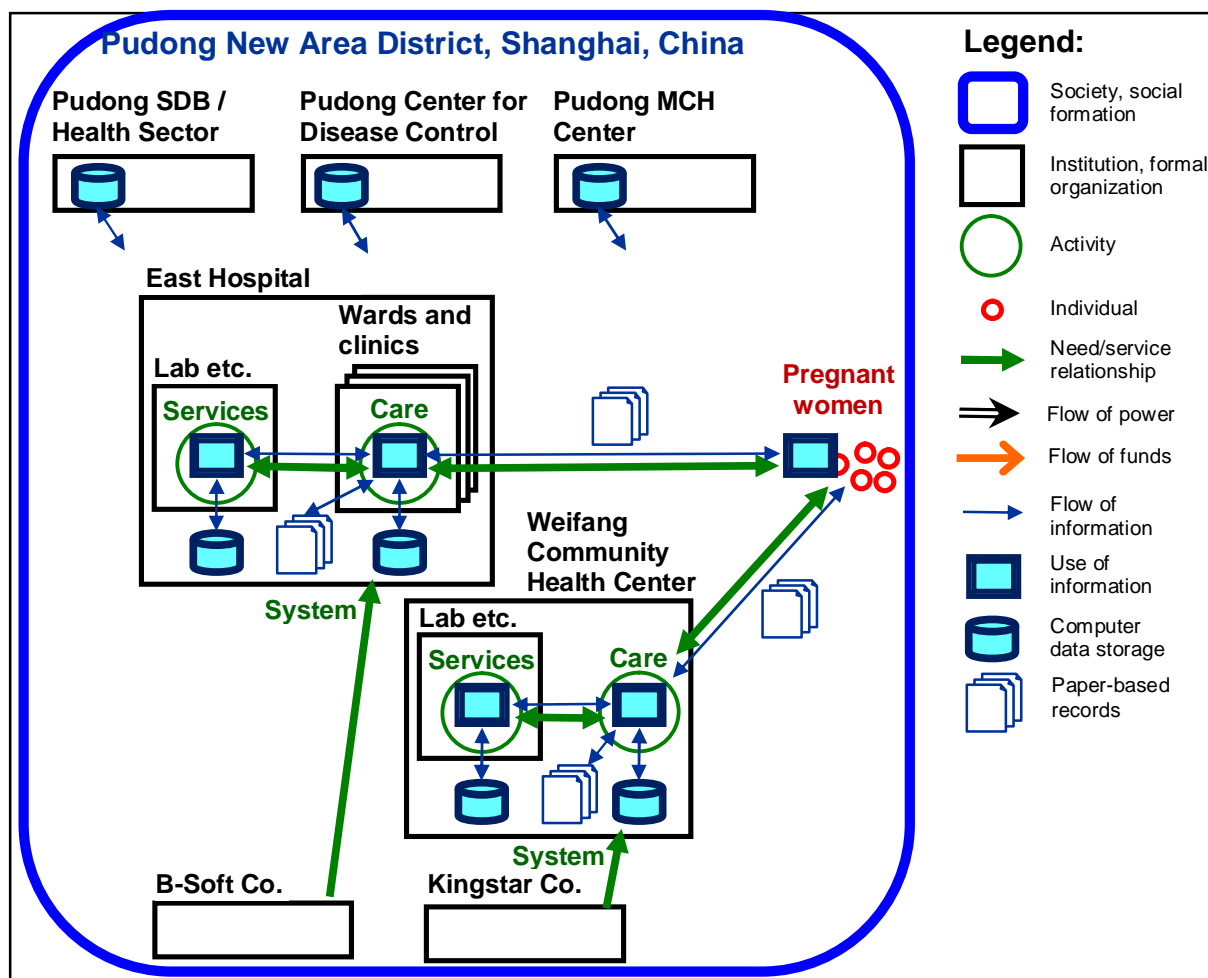 Pudong New Area District, Shanghai, China
Pudong SDB /
Health Sector
Pudong Center for
Disease Control
Pudong MCH
Center
East Hospital
Wards and
clinics
Lab etc.
Services
Care
Pregnant
women
Weifang
Community
Health Center
System
Lab etc.
Services
Care
System
B-Soft Co.
Kingstar Co.
Legend:
Society, social
formation
Institution, formal
organization
Activity
Individual
Need/service
relationship
Flow of power
Flow of funds
Flow of
information
Use of
information
Computer
data storage
Paper-based
records